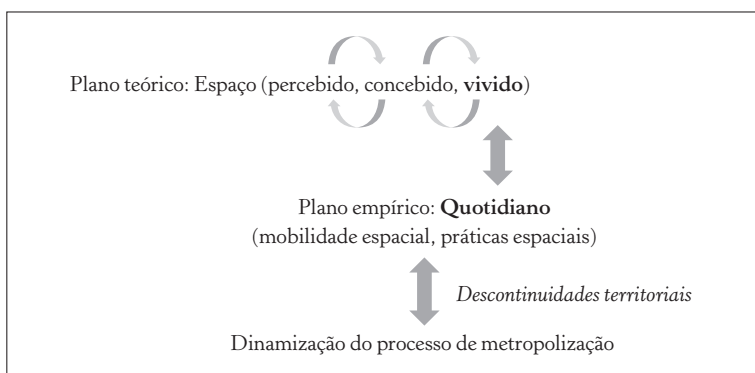 Plano teórico: Espaço (percebido, concebido, vivido)
Plano empírico: Quotidiano
(mobilidade espacial, práticas espaciais)
Descontinuidades territoriais
Dinamização do processo de metropolização